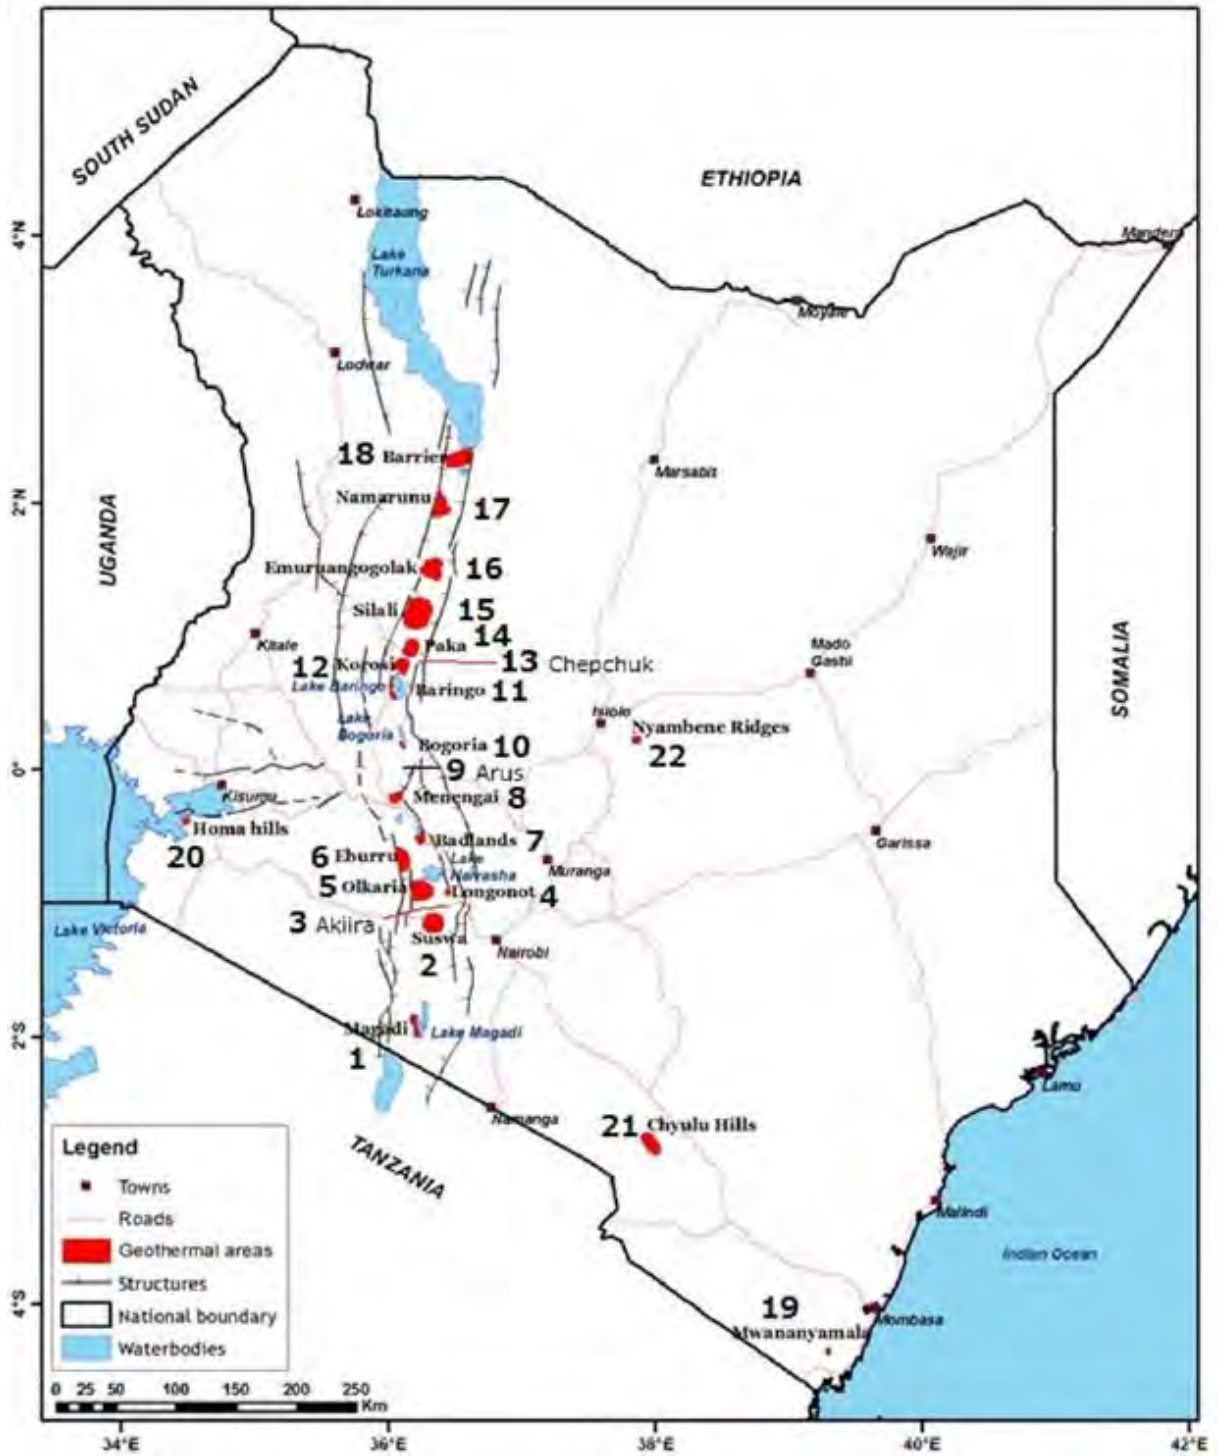 SOUTH SUDAN
ETHIOPIA
Lokitaung
4°N
Mandera
Lake
Turkana
Moyale
Lodwar
18 Barrier
Marsabit
Namarunu
2°N
17
UGANDA
Wajir
Emuruangogolak 16
Silali 15
14
Paka
Mado
Gashi
Kitale
12 Korosi
13 Chepchuk
SOMALIA
Lake Baringo
Baringo 11
Isiolo
Nyambene Ridges
Lake
Bogoria
Bogoria 10
22
0°
9 Arus
Kisumu
Menengai 8
Homa hills
Badlands 7
Garissa
20
6 Eburru
Lake
Naivasha
Muranga
5 Olkaria
Longonot 4
3 Akiira
Lake Victoria
Suswa
Nairobi
2
2°S
Magadi
Lake Magadi
1
Lamu
Namanga
21 Chyulu Hills
TANZANIA
Legend
Towns
Roads
Geothermal areas
Structures
National boundary
Waterbodies
Malindi
Indian Ocean
4°S
19
Mombasa
Mwananyamala
0 25 50 100 150 200 250
Km
34°E 36°E 38°E 40°E 42°E